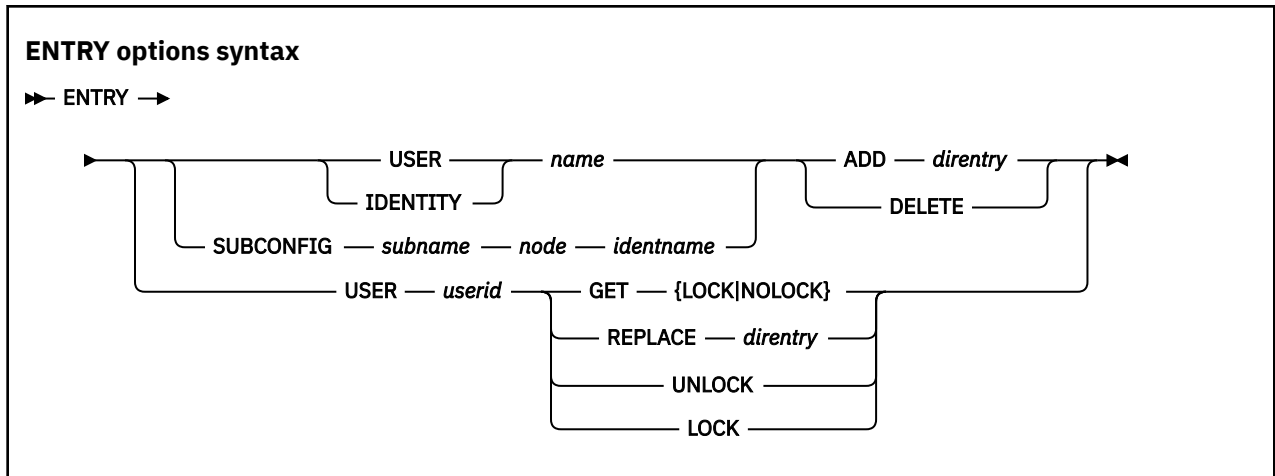 ENTRY options syntax
ENTRY
USER name ADD direntry
IDENTITY DELETE
SUBCONFIG subname node identname
USER userid GET {LOCK|NOLOCK}
REPLACE direntry
UNLOCK
LOCK